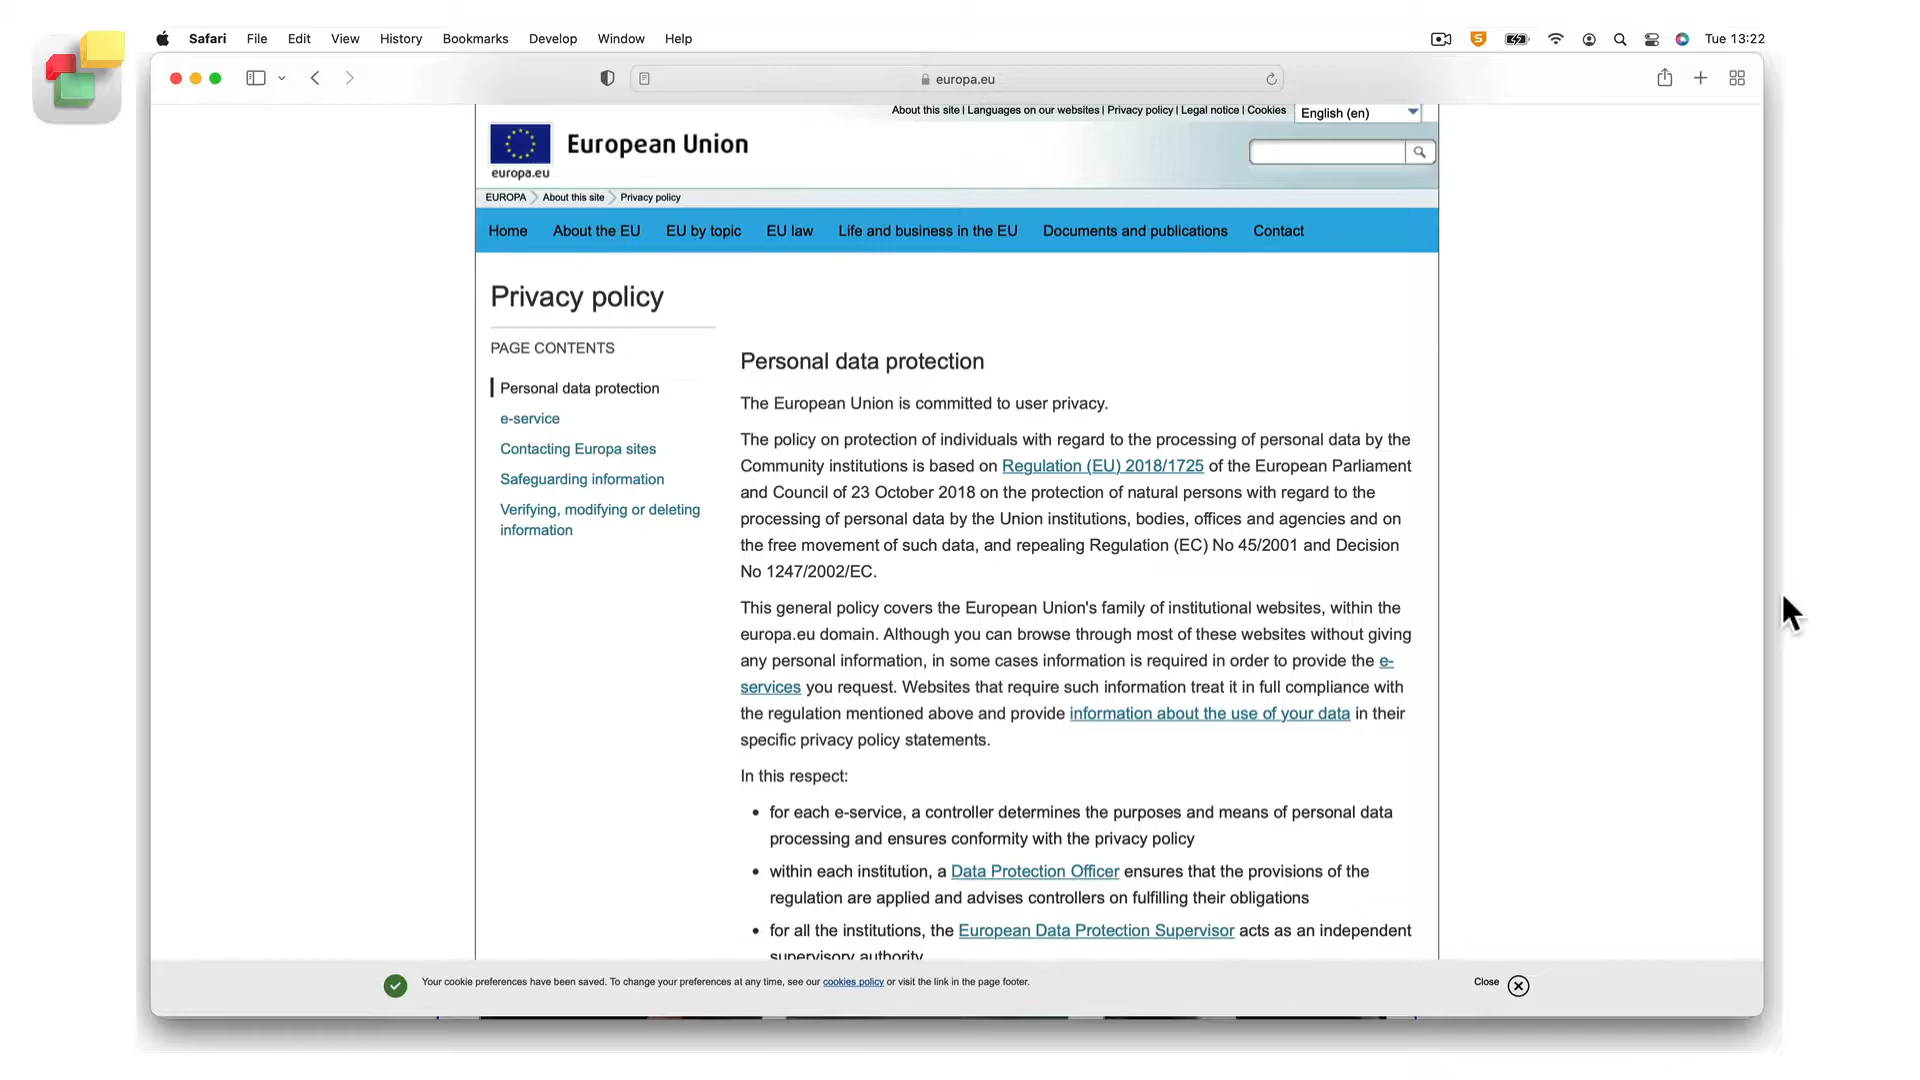 Safari File Edit View History Bookmarks Develop Window Help
Tue 13:22
europa.eu
About this site | Languages on our websites | Privacy policy | Legal notice | Cookies
English (en)
European Union
europa.eu
EUROPA About this site Privacy policy
Home About the EU EU by topic EU law Life and business in the EU Documents and publications Contact
Privacy policy
PAGE CONTENTS
Personal data protection
e-service
Contacting Europa sites
Safeguarding information
Verifying, modifying or deleting
information
Personal data protection
The European Union is committed to user privacy.
The policy on protection of individuals with regard to the processing of personal data by the
Community institutions is based on Regulation (EU) 2018/1725 of the European Parliament
and Council of 23 October 2018 on the protection of natural persons with regard to the
processing of personal data by the Union institutions, bodies, offices and agencies and on
the free movement of such data, and repealing Regulation (EC) No 45/2001 and Decision
No 1247/2002/EC.
This general policy covers the European Union's family of institutional websites, within the
europa.eu domain. Although you can browse through most of these websites without giving
any personal information, in some cases information is required in order to provide the e-
services you request. Websites that require such information treat it in full compliance with
the regulation mentioned above and provide information about the use of your data in their
specific privacy policy statements.
In this respect:
• for each e-service, a controller determines the purposes and means of personal data
processing and ensures conformity with the privacy policy
• within each institution, a Data Protection Officer ensures that the provisions of the
regulation are applied and advises controllers on fulfilling their obligations
• for all the institutions, the European Data Protection Supervisor acts as an independent
supervisory authority
Your cookie preferences have been saved. To change your preferences at any time, see our cookies policy or visit the link in the page footer.
Close